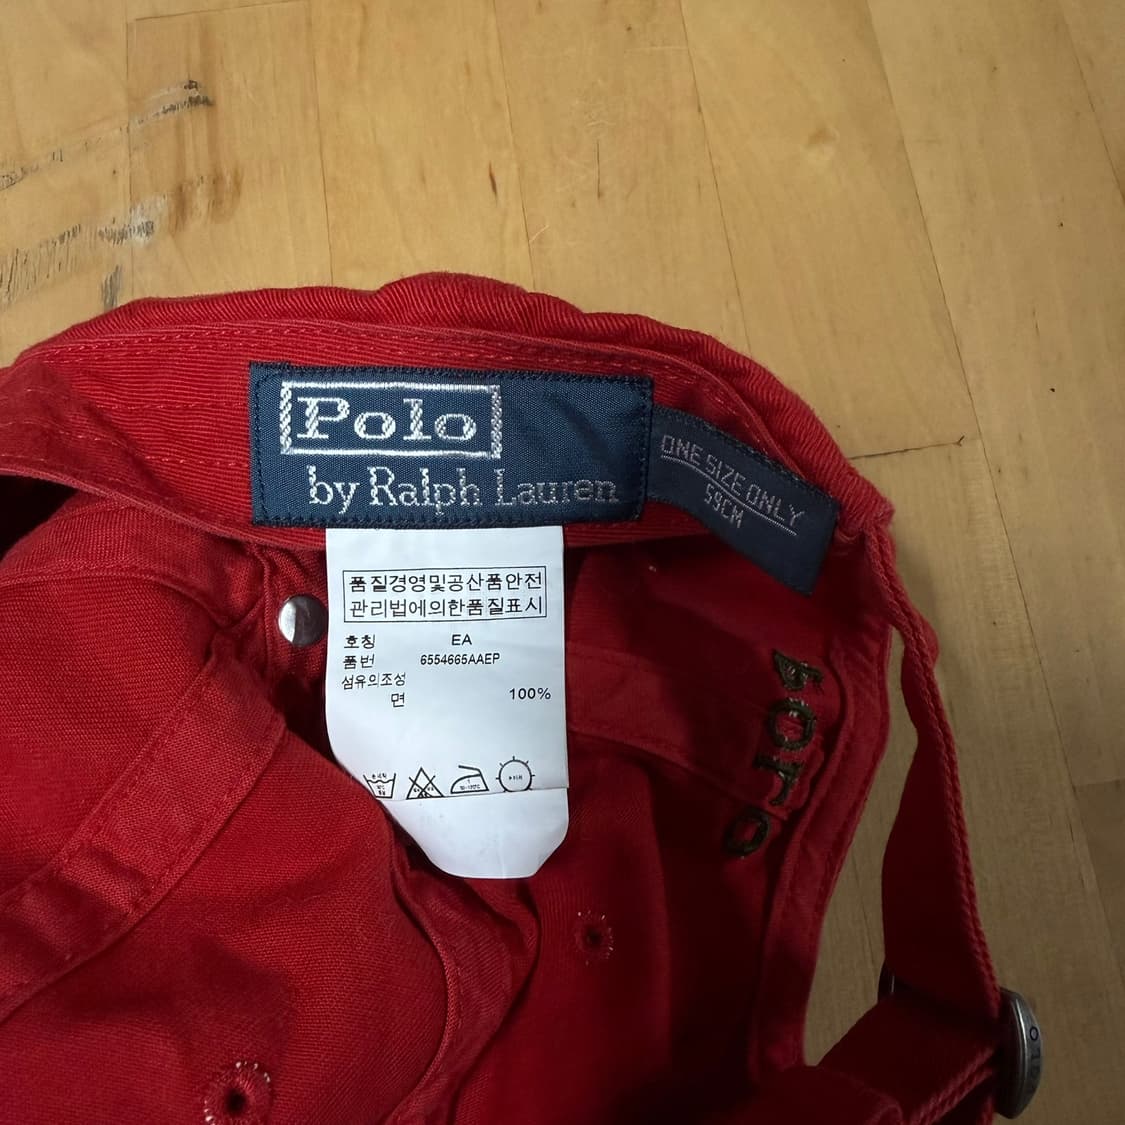 Polo
by Ralph Lauren
ONE SIZE ONLY
59CM
품질경영및공산품안전
관리법에의한품질표시
호칭 EA
품번 6554665AAEP
섬유의조성
면 100%